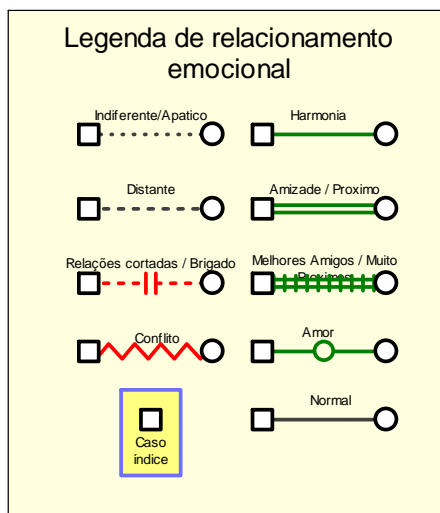 Legenda de relacionamento
emocional
Indiferente/Apatico
Harmonia
Distante
Amizade / Proximo
Relações cortadas / Brigado
Melhores Amigos / Muito
Proximos
Conflito
Amor
Caso
índice
Normal